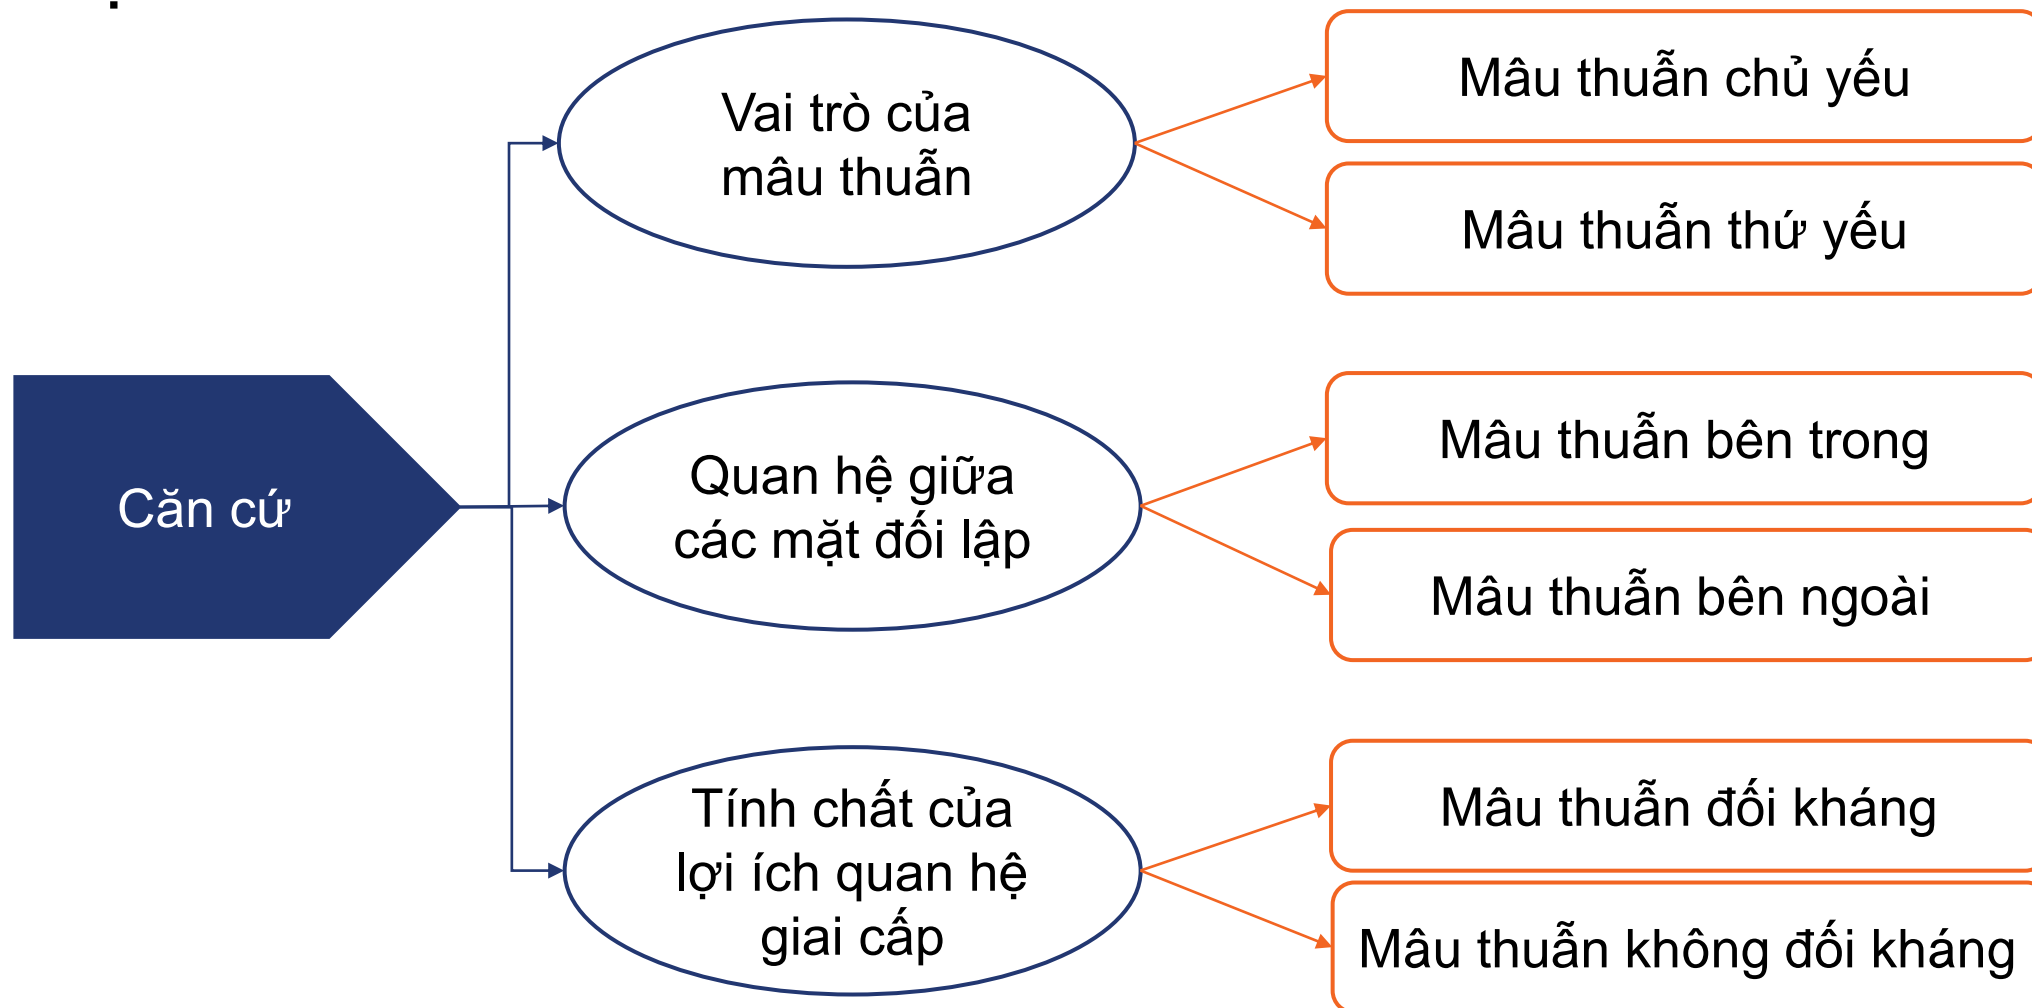 Căn cứ
Vai trò của
mâu thuẫn
Mâu thuẫn chủ yếu
Mâu thuẫn thứ yếu
Quan hệ giữa
các mặt đối lập
Mâu thuẫn bên trong
Mâu thuẫn bên ngoài
Tính chất của
lợi ích quan hệ
giai cấp
Mâu thuẫn đối kháng
Mâu thuẫn không đối kháng